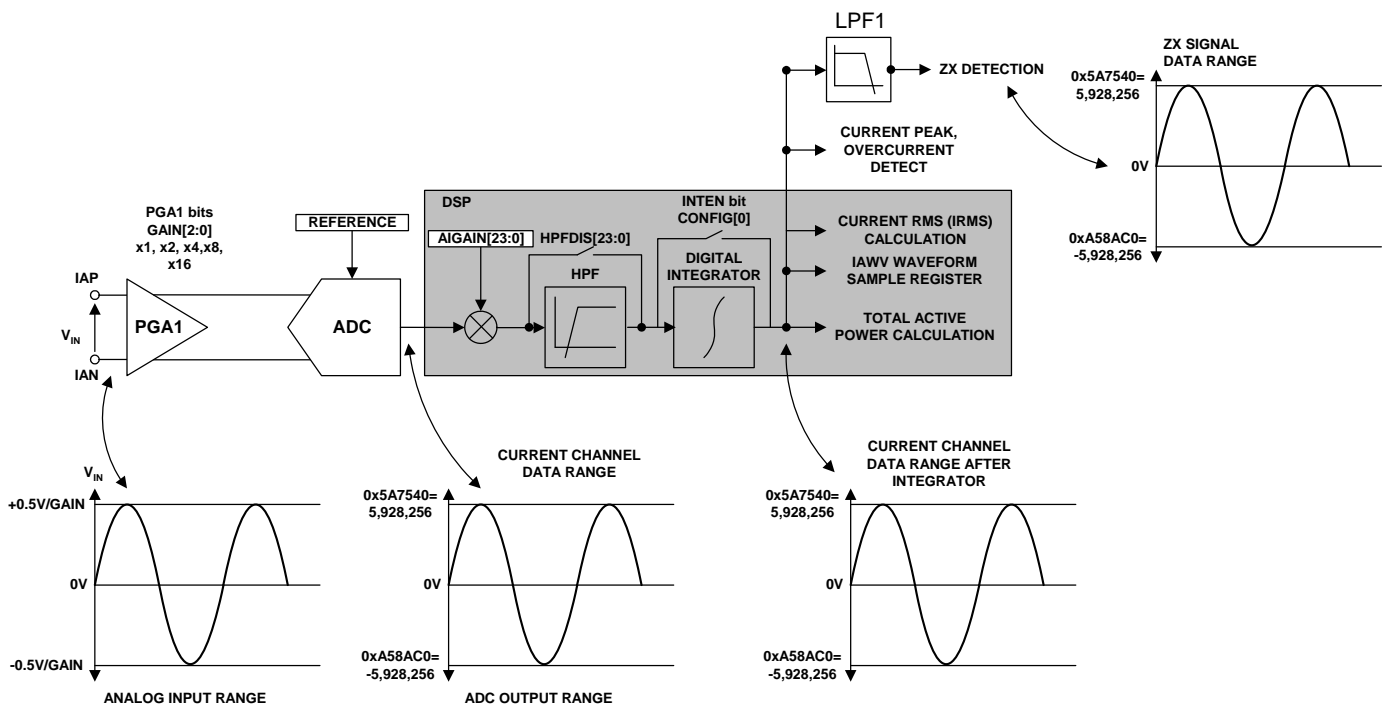 LPF1
ZX DETECTION
ZX SIGNAL
DATA RANGE
0x5A7540=
5,928,256
0V
0xA58AC0=
-5,928,256
CURRENT PEAK,
OVERCURRENT
DETECT
PGA1 bits
GAIN[2:0]
x1, x2, x4,x8,
x16
IAP
VIN
IAN
PGA1
REFERENCE
ADC
DSP
AIGAIN[23:0]
HPFDIS[23:0]
HPF
INTEN bit
CONFIG[0]
DIGITAL
INTEGRATOR
CURRENT RMS (IRMS)
CALCULATION
IAWV WAVEFORM
SAMPLE REGISTER
TOTAL ACTIVE
POWER CALCULATION
VIN
+0.5V/GAIN
0V
-0.5V/GAIN
ANALOG INPUT RANGE
CURRENT CHANNEL
DATA RANGE
0x5A7540=
5,928,256
0V
0xA58AC0=
-5,928,256
ADC OUTPUT RANGE
CURRENT CHANNEL
DATA RANGE AFTER
INTEGRATOR
0x5A7540=
5,928,256
0V
0xA58AC0=
-5,928,256